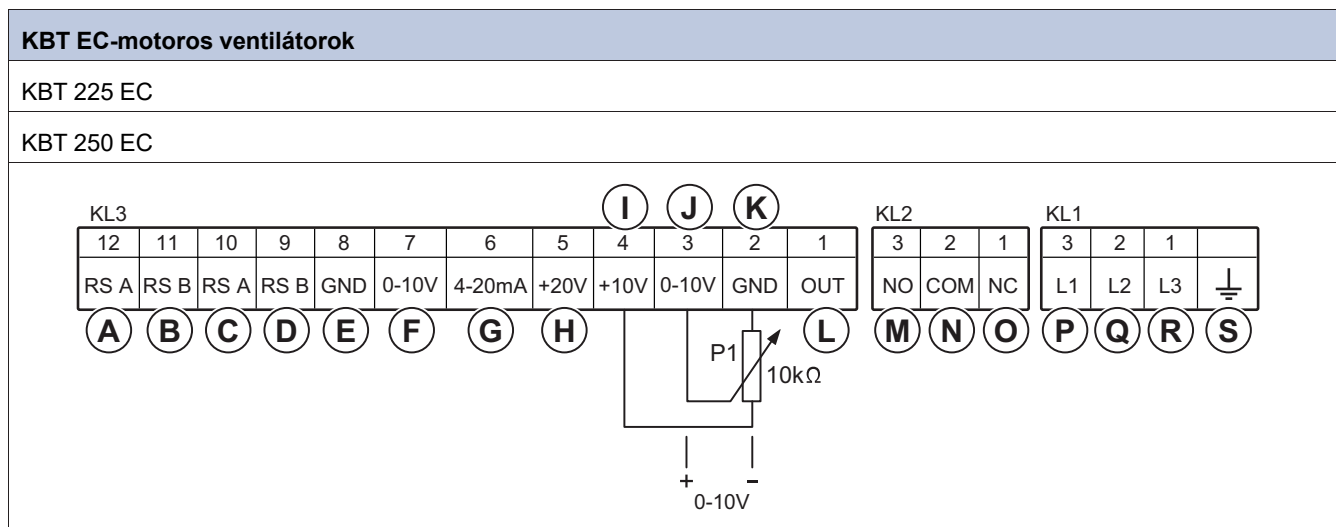 KBT EC-motoros ventilátorok
KBT 225 EC
KBT 250 EC
I J K
KL3 KL2 KL1
12 11 10 9 8 7 6 5 4 3 2 1 3 2 1 3 2 1
RS A RS B RS A RS B GND 0-10V 4-20mA +20V +10V 0-10V GND OUT NO COM NC L1 L2 L3
A B C D E F G H L M N O P Q R S
P1
10kΩ
+ -
0-10V